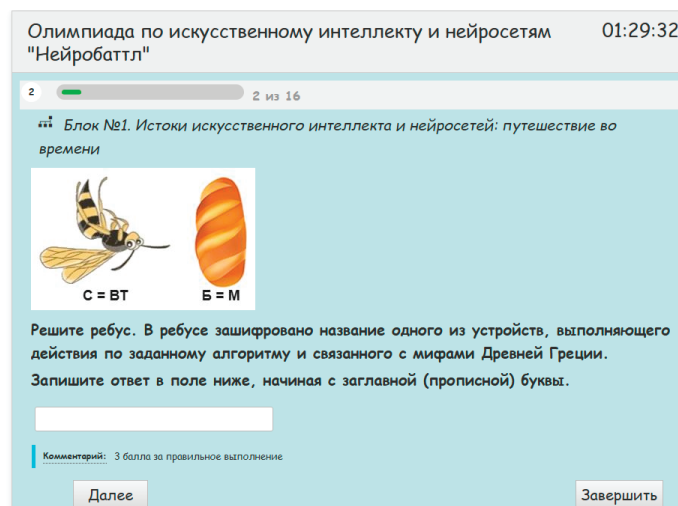 Олимпиада по искусственному интеллекту и нейросетям
"Нейробаттл"
01:29:32
2
2 из 16
Блок №1. Истоки искусственного интеллекта и нейросетей: путешествие во
времени
С = ВТ
Б = М
Решите ребус. В ребусе зашифровано название одного из устройств, выполняющего
действия по заданному алгоритму и связанного с мифами Древней Греции.
Запишите ответ в поле ниже, начиная с заглавной (прописной) буквы.
Комментарий: 3 балла за правильное выполнение
Далее
Завершить